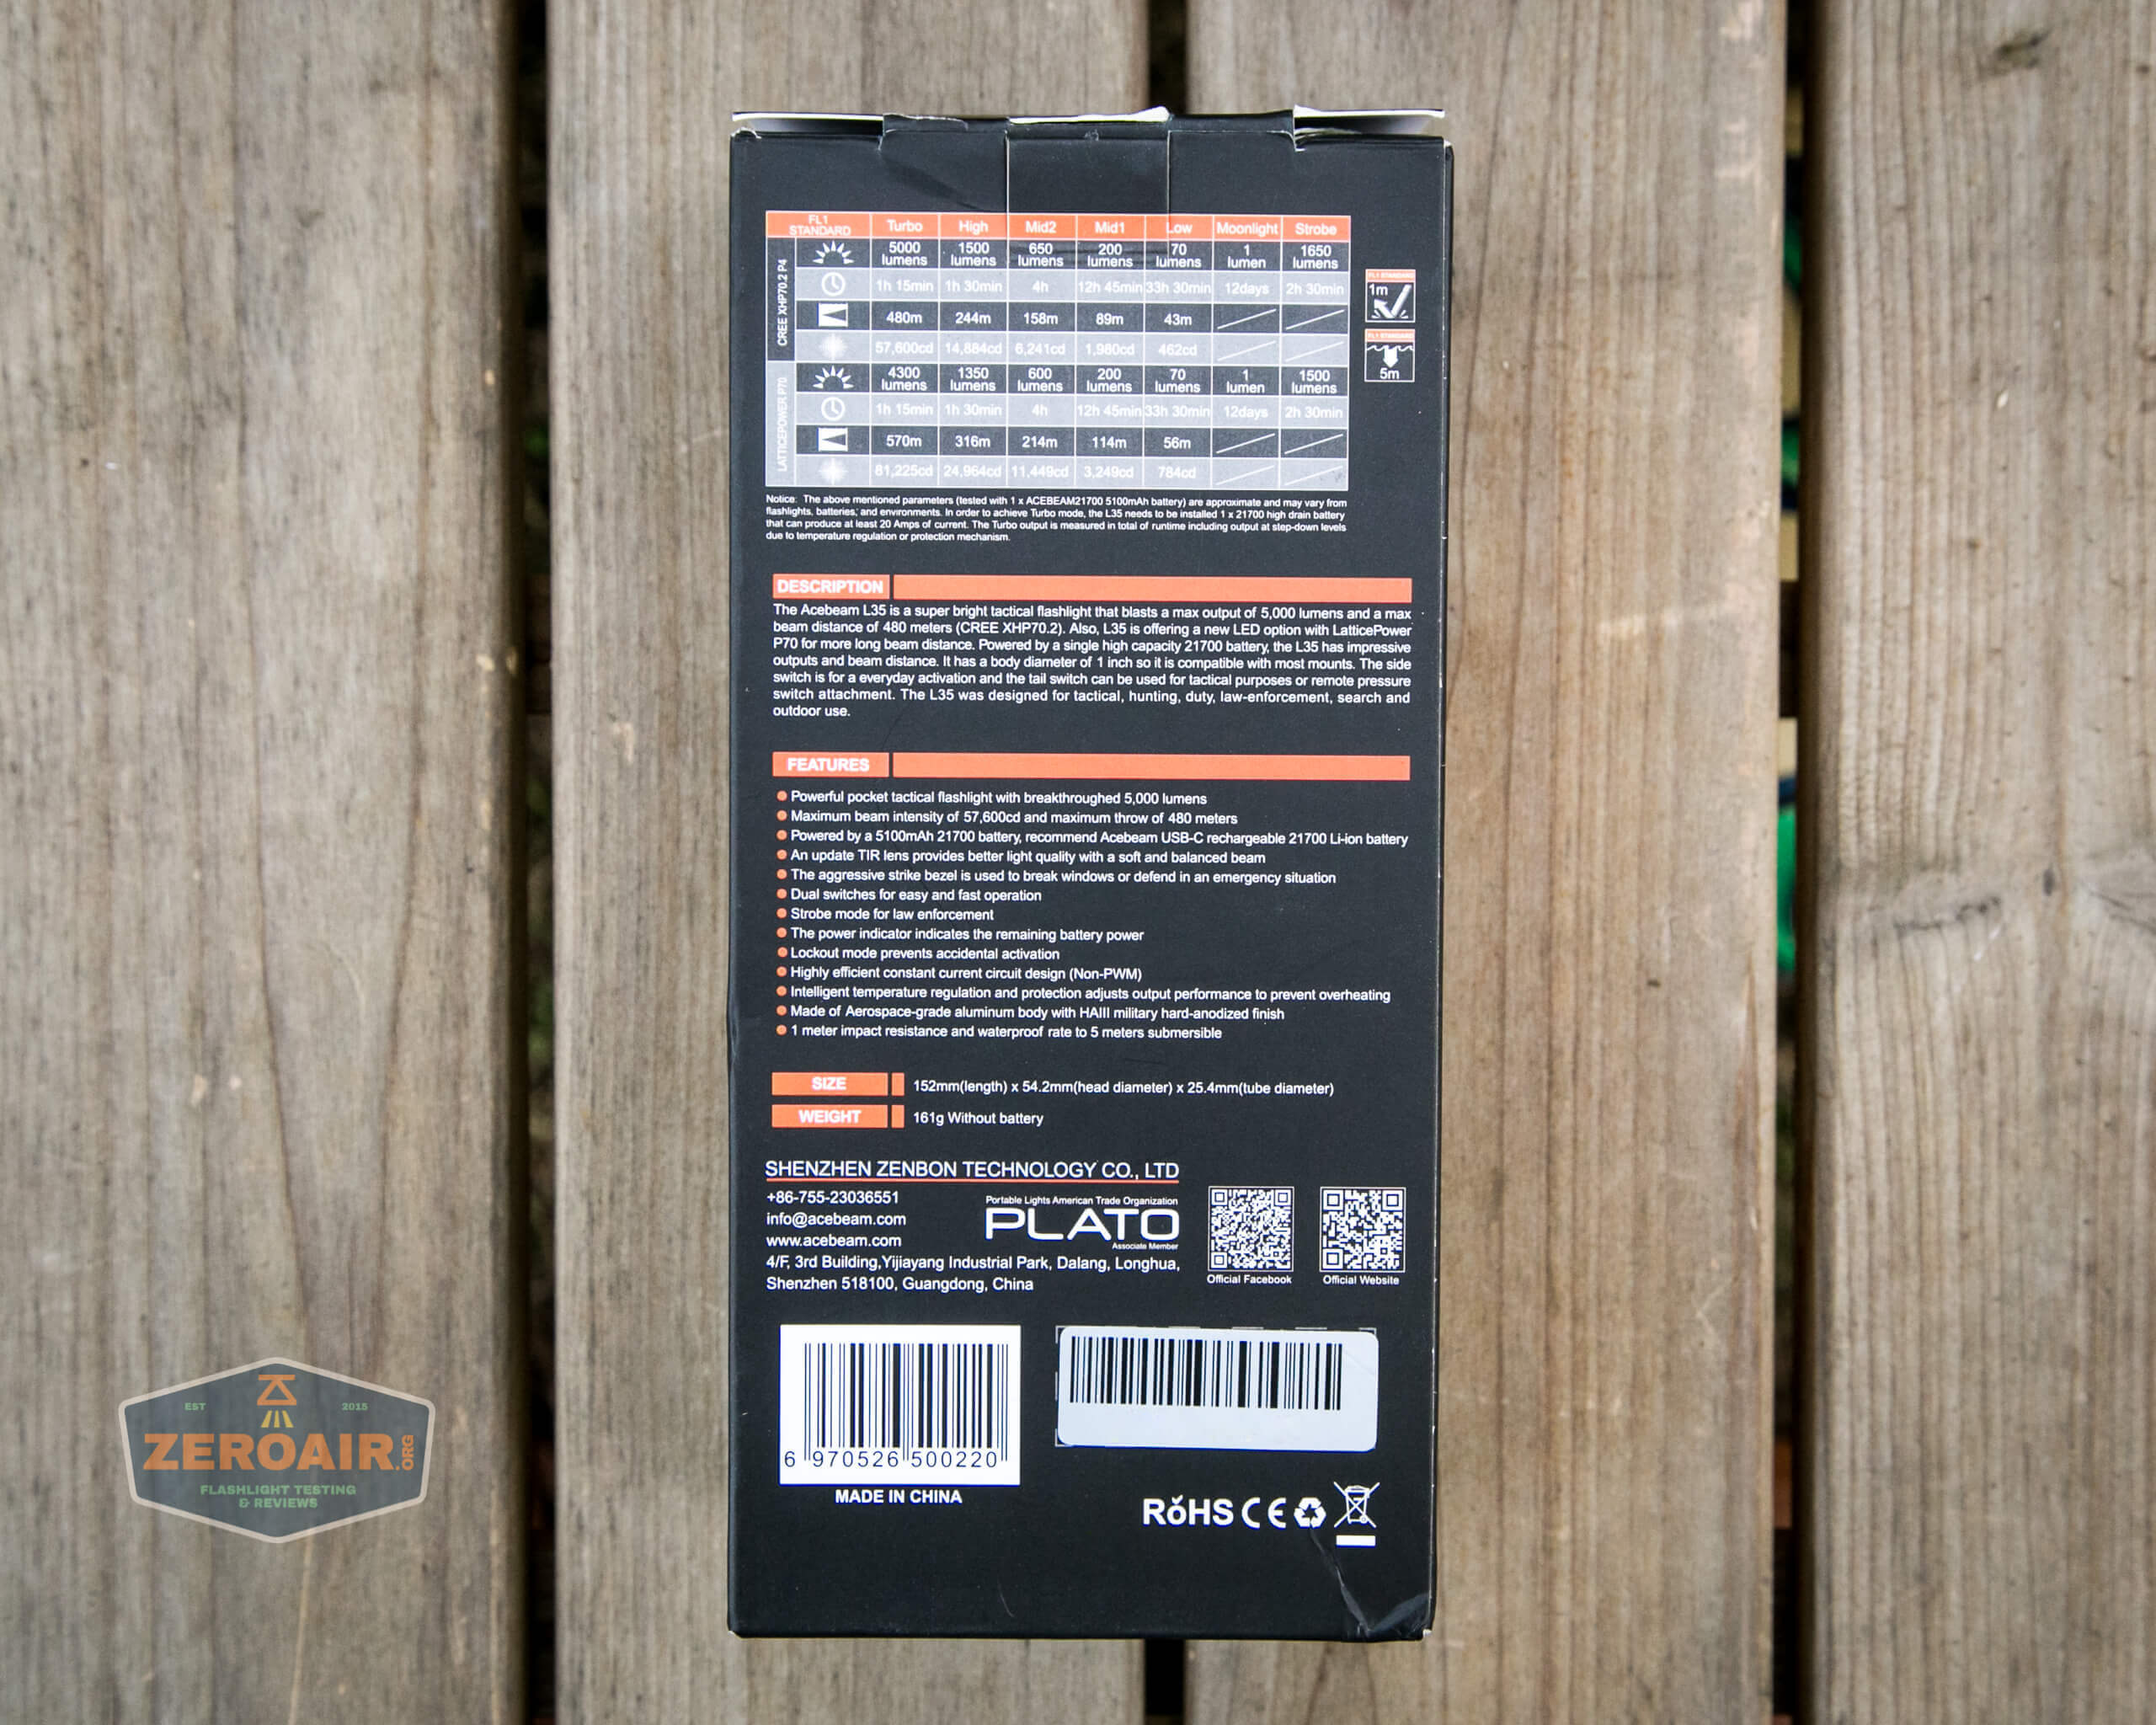 FL1 STANDARD Turbo High Mid2 Mid1 Low Moonlight Strobe
CREE XHP70.2 P4
5000 lumens 1500 lumens 650 lumens 200 lumens 70 lumens 1 lumen 1650 lumens
1h 15min 1h 30min 4h 12h 45min 33h 30min 12days 2h 30min
480m 244m 158m 89m 43m
57,600cd 14,884cd 6,241cd 1,980cd 462cd
LATTICEPOWER P70
4300 lumens 1350 lumens 600 lumens 200 lumens 70 lumens 1 lumen 1500 lumens
1h 15min 1h 30min 4h 12h 45min 33h 30min 12days 2h 30min
570m 316m 214m 114m 56m
81,225cd 24,964cd 11,449cd 3,249cd 784cd
FL1 STANDARD
1m
FL1 STANDARD
5m
Notice: The above mentioned parameters (tested with 1 x ACEBEAM21700 5100mAh battery) are approximate and may vary from
flashlights, batteries, and environments. In order to achieve Turbo mode, the L35 needs to be installed 1 x 21700 high drain battery
that can produce at least 20 Amps of current. The Turbo output is measured in total of runtime including output at step-down levels
due to temperature regulation or protection mechanism.
DESCRIPTION
The Acebeam L35 is a super bright tactical flashlight that blasts a max output of 5,000 lumens and a max
beam distance of 480 meters (CREE XHP70.2). Also, L35 is offering a new LED option with LatticePower
P70 for more long beam distance. Powered by a single high capacity 21700 battery, the L35 has impressive
outputs and beam distance. It has a body diameter of 1 inch so it is compatible with most mounts. The side
switch is for a everyday activation and the tail switch can be used for tactical purposes or remote pressure
switch attachment. The L35 was designed for tactical, hunting, duty, law-enforcement, search and
outdoor use.
FEATURES
Powerful pocket tactical flashlight with breakthroughed 5,000 lumens
Maximum beam intensity of 57,600cd and maximum throw of 480 meters
Powered by a 5100mAh 21700 battery, recommend Acebeam USB-C rechargeable 21700 Li-ion battery
An update TIR lens provides better light quality with a soft and balanced beam
The aggressive strike bezel is used to break windows or defend in an emergency situation
Dual switches for easy and fast operation
Strobe mode for law enforcement
The power indicator indicates the remaining battery power
Lockout mode prevents accidental activation
Highly efficient constant current circuit design (Non-PWM)
Intelligent temperature regulation and protection adjusts output performance to prevent overheating
Made of Aerospace-grade aluminum body with HAIII military hard-anodized finish
1 meter impact resistance and waterproof rate to 5 meters submersible
SIZE 152mm(length) x 54.2mm(head diameter) x 25.4mm(tube diameter)
WEIGHT 161g Without battery
SHENZHEN ZENBON TECHNOLOGY CO., LTD
+86-755-23036551
info@acebeam.com
www.acebeam.com
4/F, 3rd Building,Yijiayang Industrial Park, Dalang, Longhua,
Shenzhen 518100, Guangdong, China
Portable Lights American Trade Organization
PLATO
Associate Member
Official Facebook
Official Website
6 970526 500220
MADE IN CHINA
RoHS CE
EST 2015
ZEROAIR.ORG
FLASHLIGHT TESTING
& REVIEWS